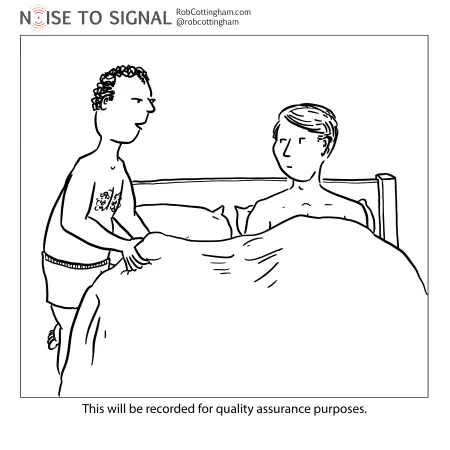 NOISE TO SIGNAL
RobCottingham.com
@robcottingham
This will be recorded for quality assurance purposes.